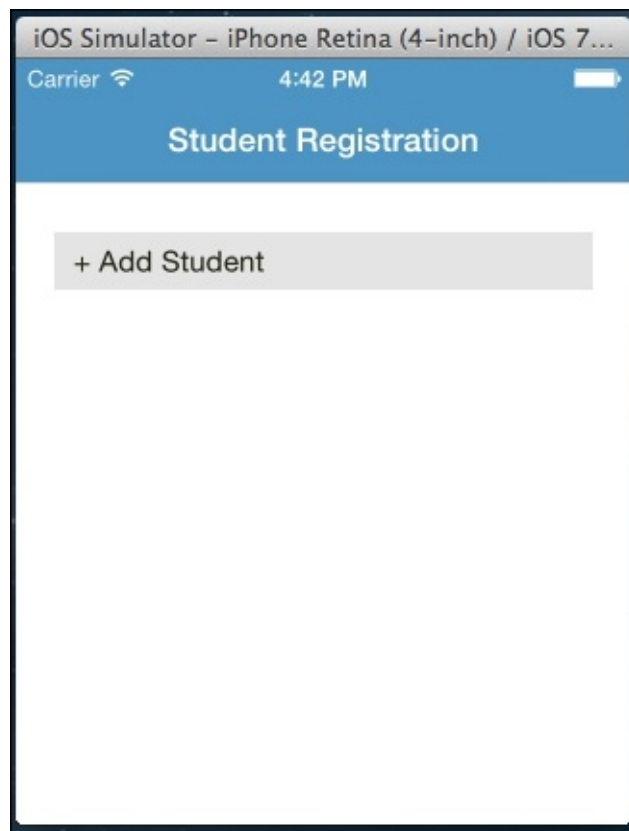 iOS Simulator – iPhone Retina (4-inch) / iOS 7...
Carrier 4:42 PM
Student Registration
+ Add Student